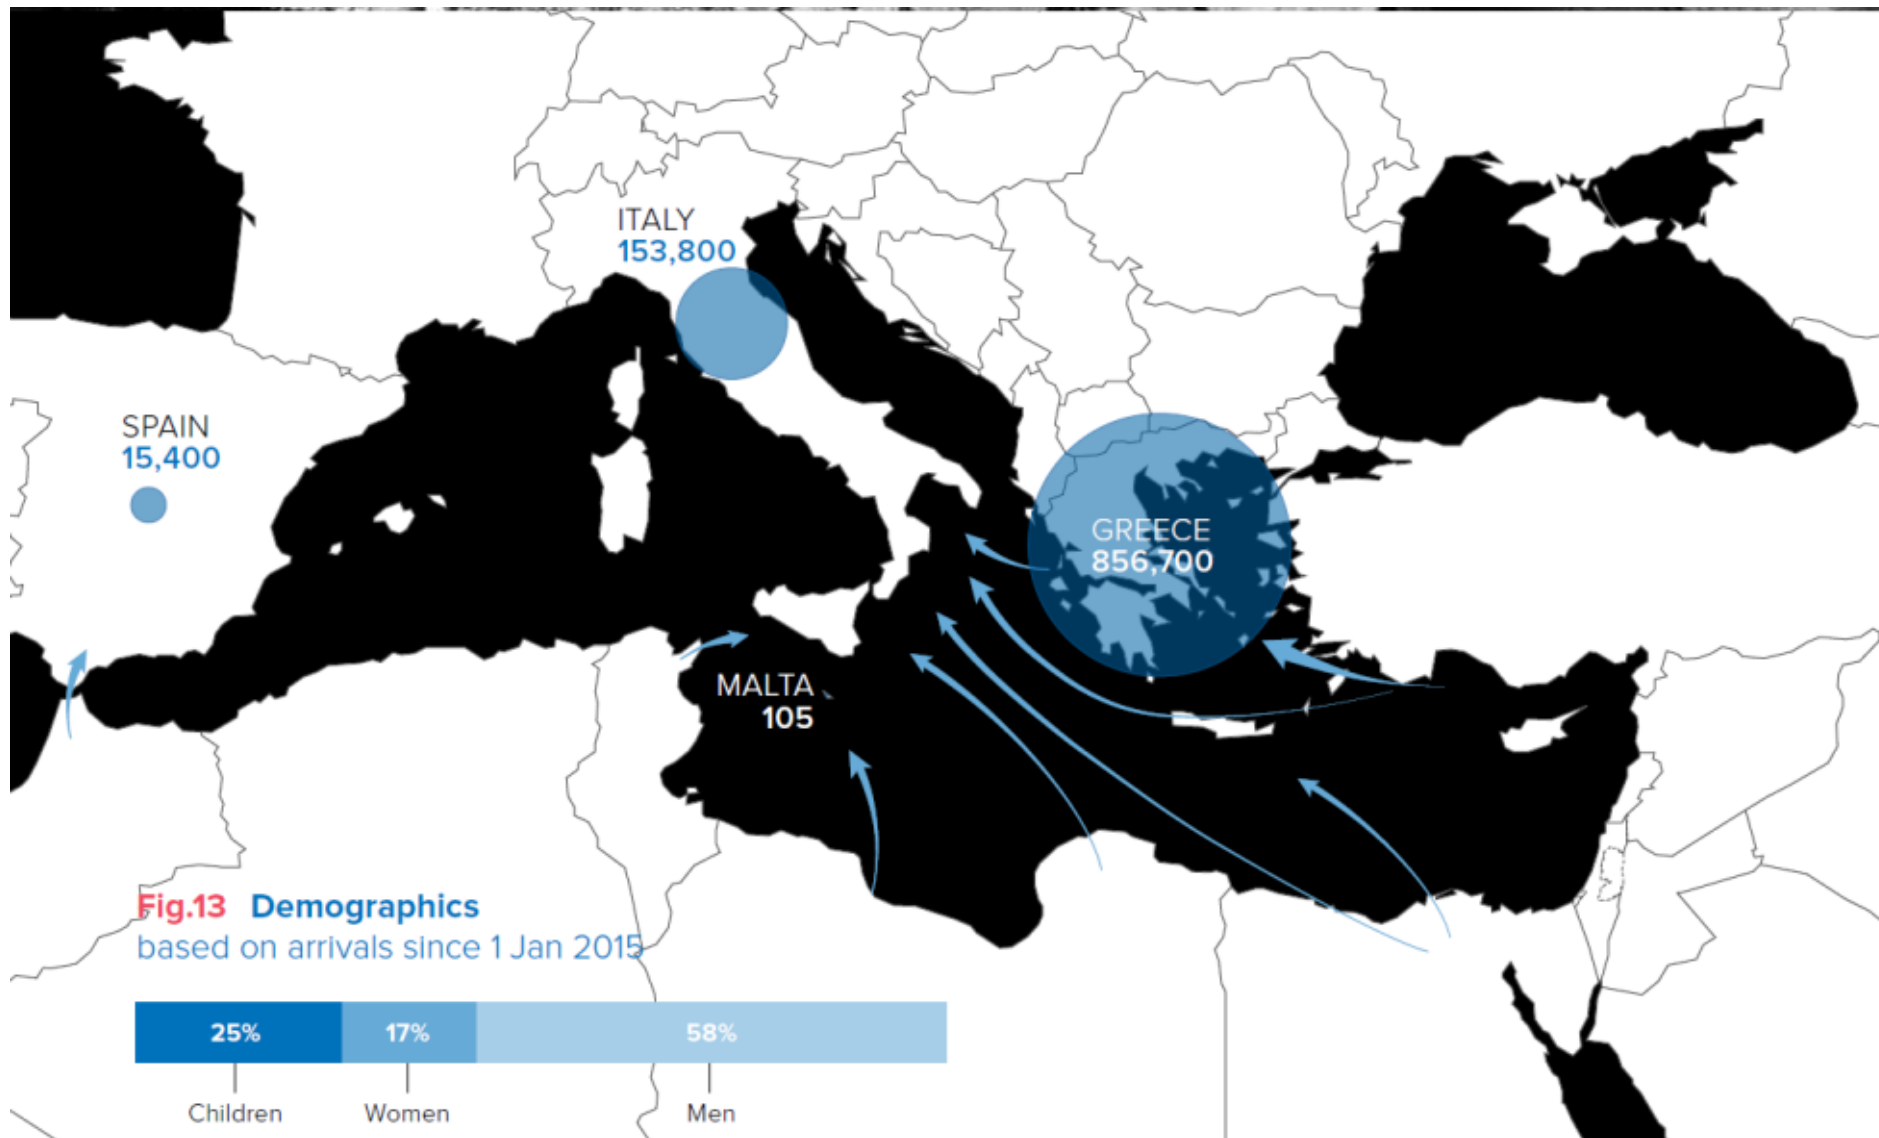 ITALY
153,800
SPAIN
15,400
GREECE
856,700
MALTA
105
Fig.13 Demographics
based on arrivals since 1 Jan 2015
25% 17% 58%
Children Women Men